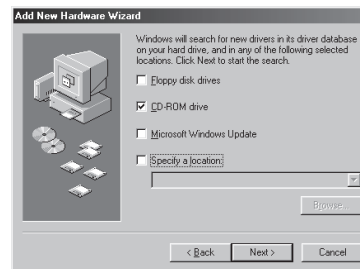 Add New Hardware Wizard
Windows will search for new drivers in its driver database
on your hard drive, and in any of the following selected
locations. Click Next to start the search.
Floppy disk drives
CD-ROM drive
Microsoft Windows Update
Specify a location:
Browse...
< Back
Next >
Cancel